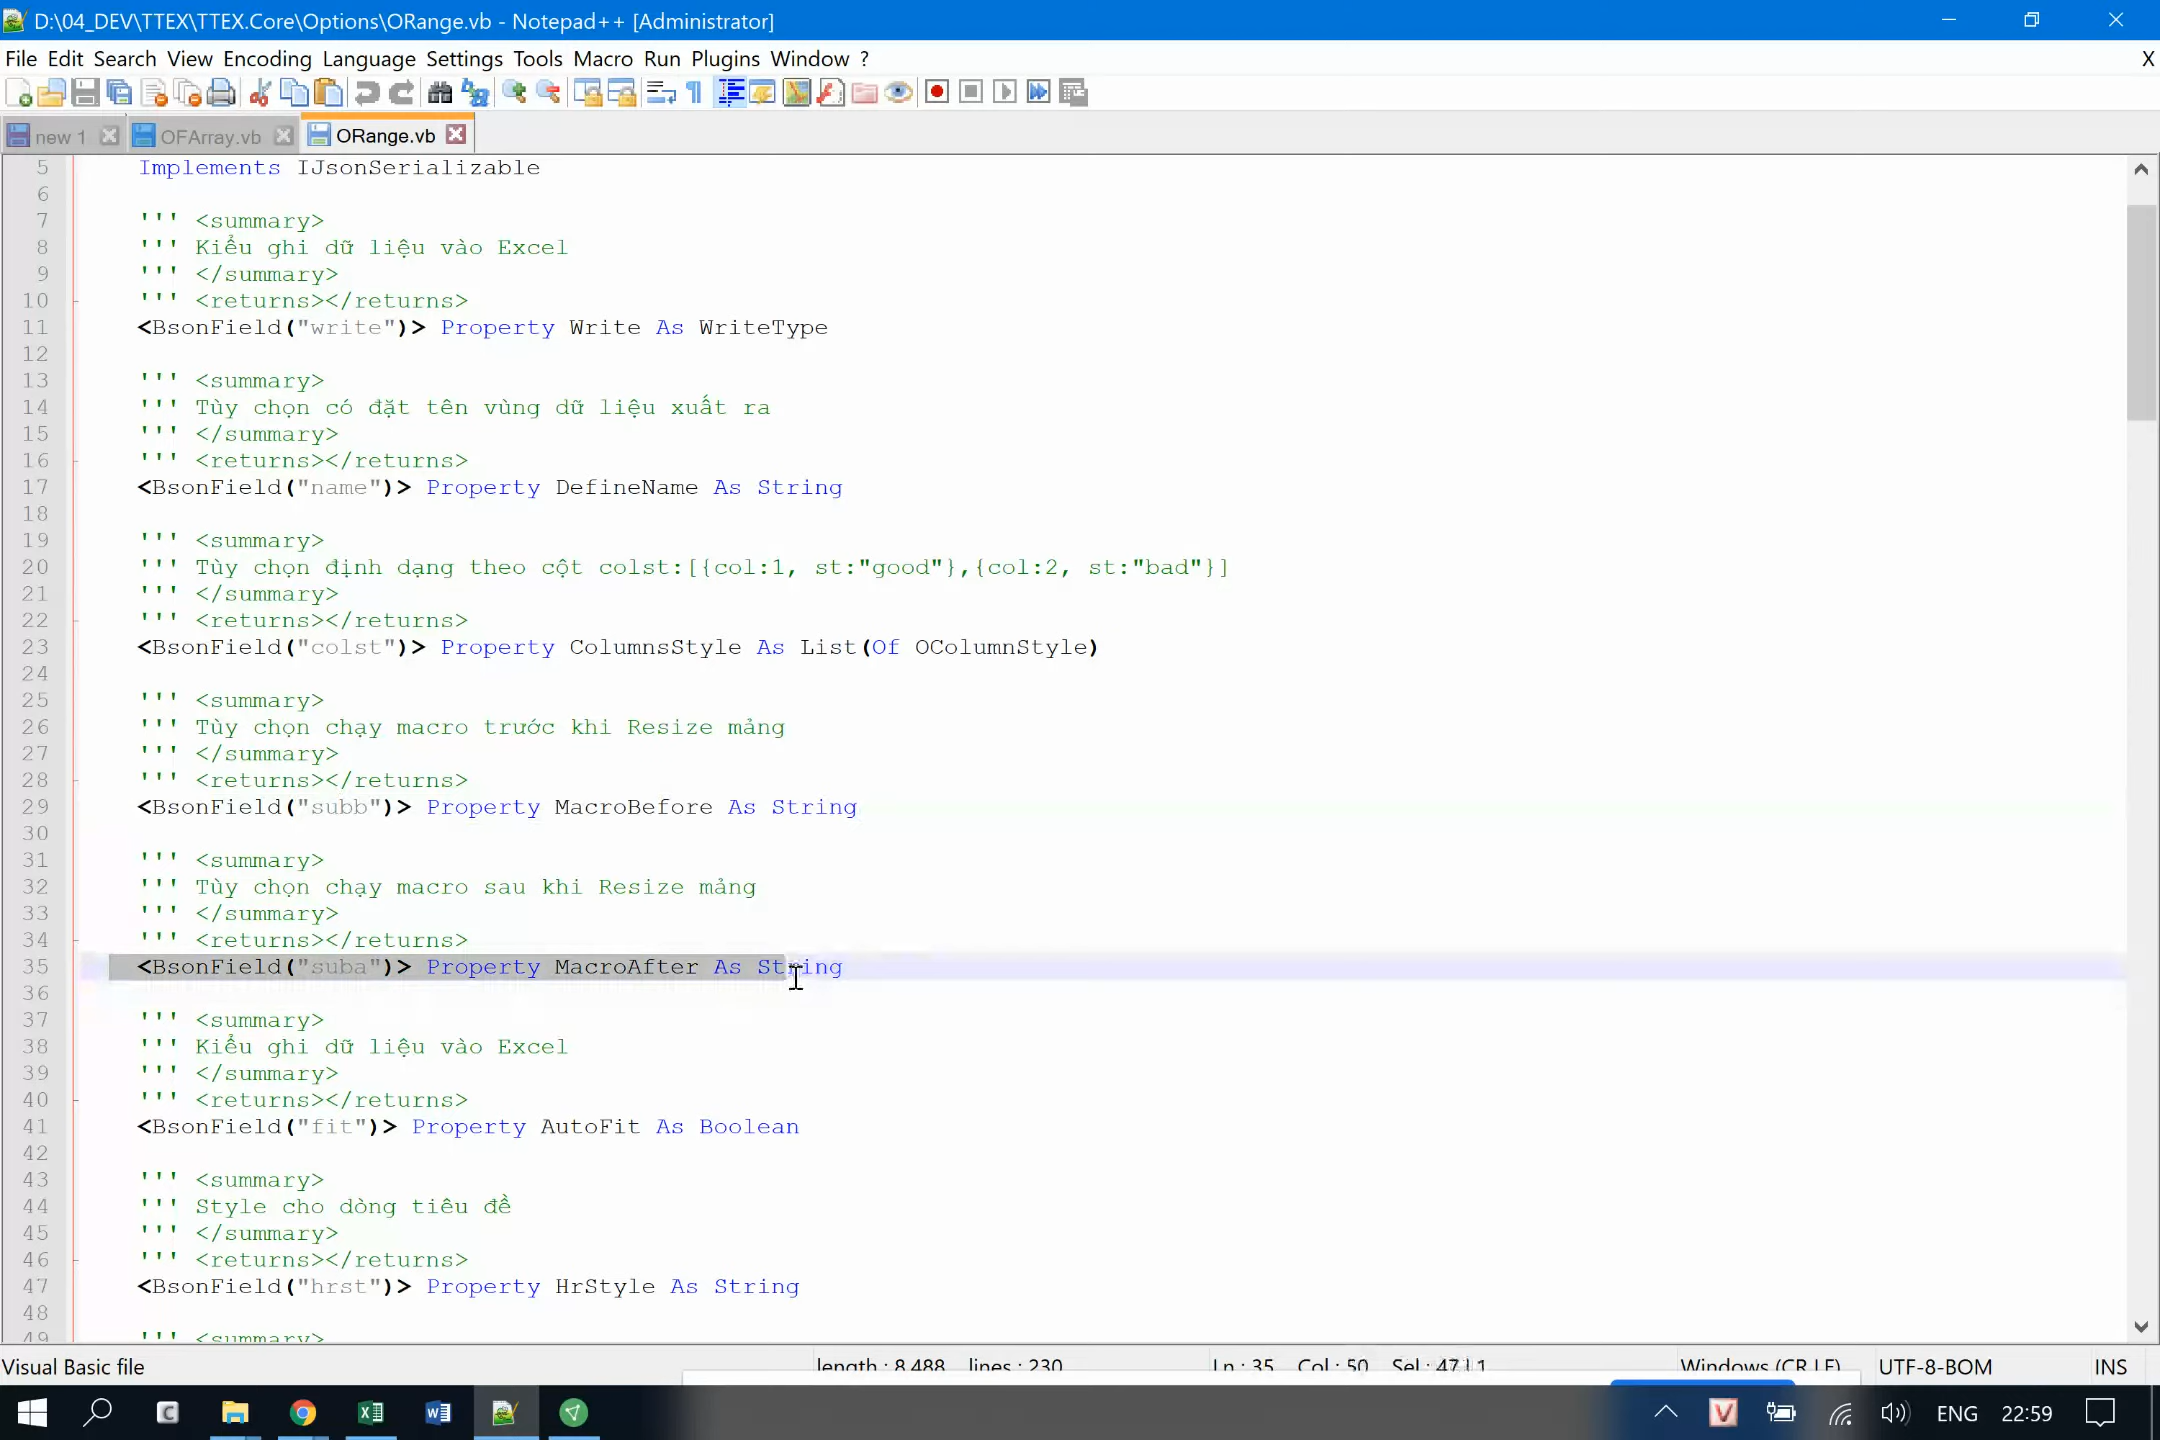 D:\04_DEV\TTEX\TTEX.Core\Options\ORange.vb - Notepad++ [Administrator]
File Edit Search View Encoding Language Settings Tools Macro Run Plugins Window ? X
new 1 OFArray.vb ORange.vb
5 Implements IJsonSerializable
6
7 ''' <summary>
8 ''' Kiểu ghi dữ liệu vào Excel
9 ''' </summary>
10 ''' <returns></returns>
11 <BsonField("write")> Property Write As WriteType
12
13 ''' <summary>
14 ''' Tùy chọn có đặt tên vùng dữ liệu xuất ra
15 ''' </summary>
16 ''' <returns></returns>
17 <BsonField("name")> Property DefineName As String
18
19 ''' <summary>
20 ''' Tùy chọn định dạng theo cột colst:[{col:1, st:"good"},{col:2, st:"bad"}]
21 ''' </summary>
22 ''' <returns></returns>
23 <BsonField("colst")> Property ColumnsStyle As List(Of OColumnStyle)
24
25 ''' <summary>
26 ''' Tùy chọn chạy macro trước khi Resize mảng
27 ''' </summary>
28 ''' <returns></returns>
29 <BsonField("subb")> Property MacroBefore As String
30
31 ''' <summary>
32 ''' Tùy chọn chạy macro sau khi Resize mảng
33 ''' </summary>
34 ''' <returns></returns>
35 <BsonField("suba")> Property MacroAfter As String
36
37 ''' <summary>
38 ''' Kiểu ghi dữ liệu vào Excel
39 ''' </summary>
40 ''' <returns></returns>
41 <BsonField("fit")> Property AutoFit As Boolean
42
43 ''' <summary>
44 ''' Style cho dòng tiêu đề
45 ''' </summary>
46 ''' <returns></returns>
47 <BsonField("hrst")> Property HrStyle As String
48
49 ''' <summary>
Visual Basic file length : 8.488 lines : 230 Ln : 35 Col : 50 Sel : 47 | 1 Windows (CR LF) UTF-8-BOM INS
ENG 22:59